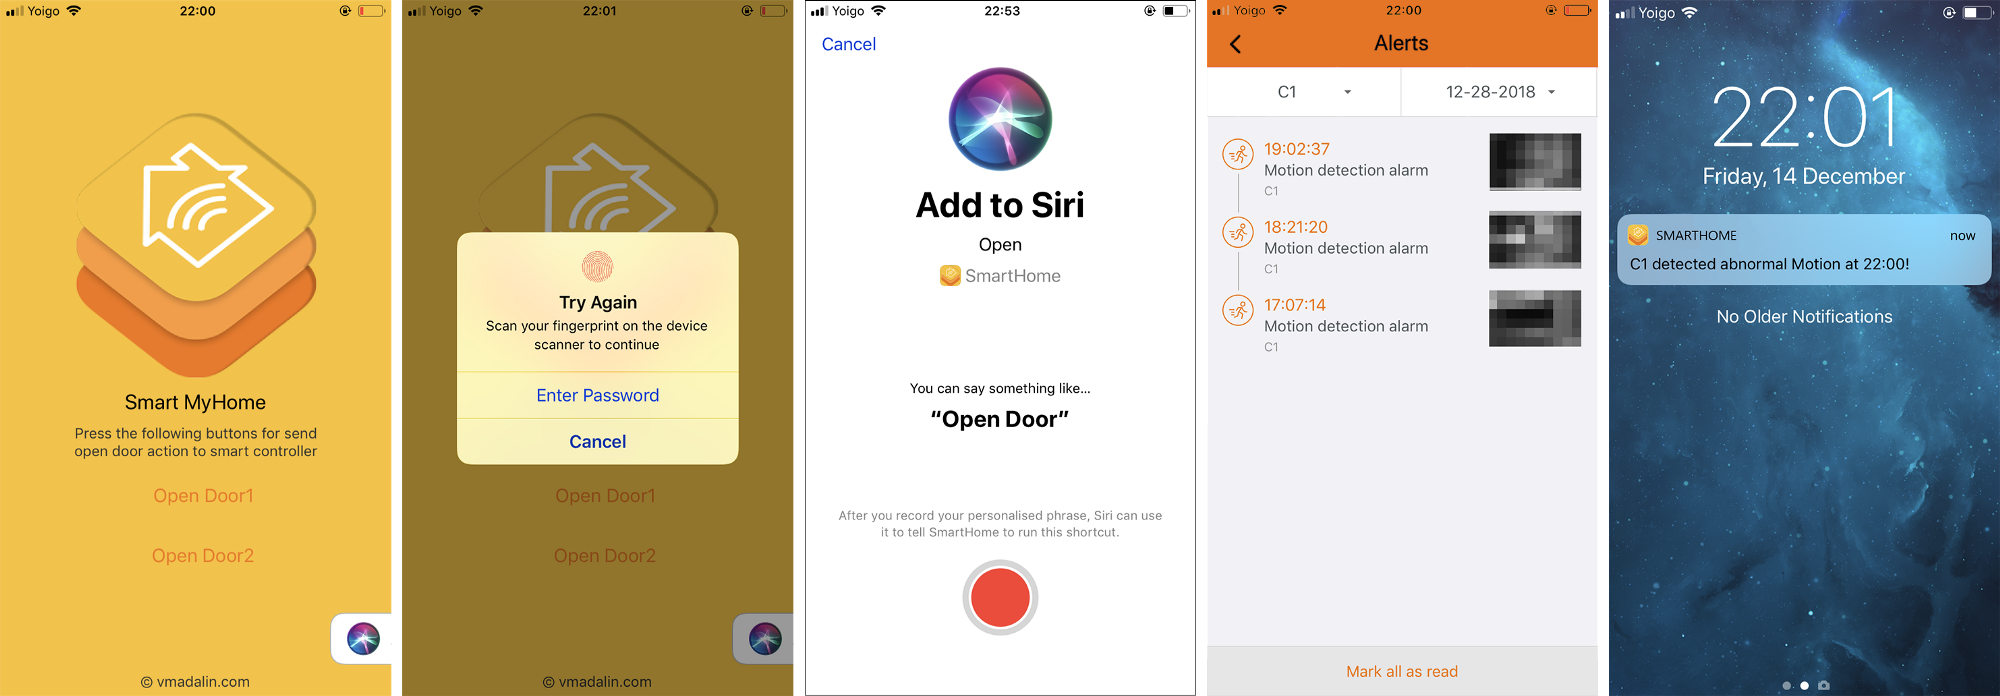 Yoigo 22:00
Smart MyHome
Press the following buttons for send
open door action to smart controller
Open Door1
Open Door2
© vmadalin.com
Yoigo 22:01
Try Again
Scan your fingerprint on the device
scanner to continue
Enter Password
Cancel
Open Door1
Open Door2
© vmadalin.com
Yoigo 22:53
Cancel
Add to Siri
Open
SmartHome
You can say something like...
“Open Door”
After you record your personalised phrase, Siri can use
it to tell SmartHome to run this shortcut.
Yoigo 22:00
Alerts
C1 12-28-2018
19:02:37
Motion detection alarm
C1
18:21:20
Motion detection alarm
C1
17:07:14
Motion detection alarm
C1
Mark all as read
Yoigo
22:01
Friday, 14 December
SMARTHOME now
C1 detected abnormal Motion at 22:00!
No Older Notifications